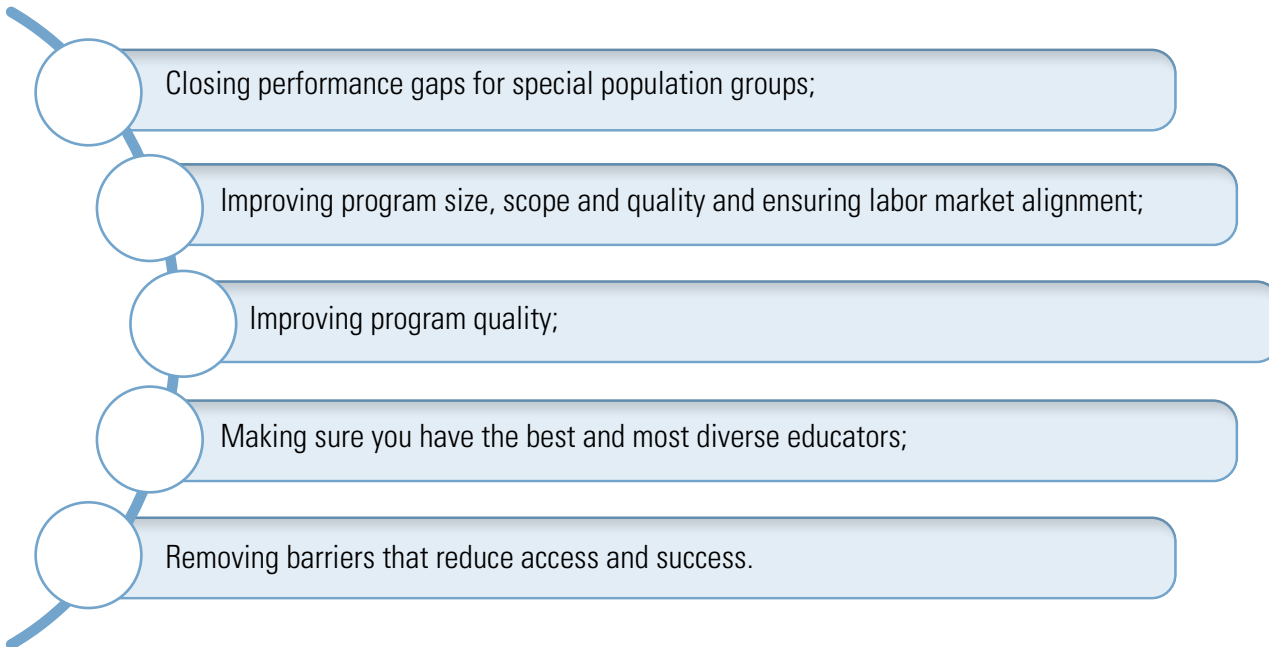 Closing performance gaps for special population groups;
Improving program size, scope and quality and ensuring labor market alignment;
Improving program quality;
Making sure you have the best and most diverse educators;
Removing barriers that reduce access and success.